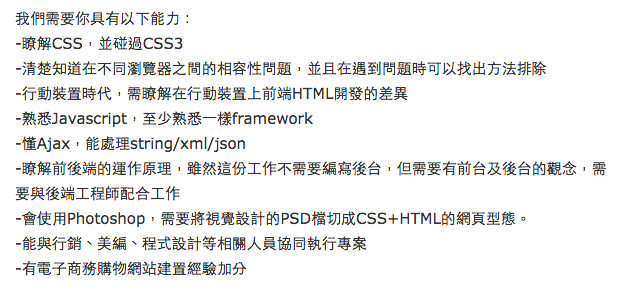 我們需要你具有以下能力：
-瞭解CSS，並碰過CSS3
-清楚知道在不同瀏覽器之間的相容性問題，並且在遇到問題時可以找出方法排除
-行動裝置時代，需瞭解在行動裝置上前端HTML開發的差異
-熟悉Javascript，至少熟悉一樣framework
-懂Ajax，能處理string/xml/json
-瞭解前後端的運作原理，雖然這份工作不需要編寫後台，但需要有前台及後台的觀念，需
要與後端工程師配合工作
-會使用Photoshop，需要將視覺設計的PSD檔切成CSS+HTML的網頁型態。
-能與行銷、美編、程式設計等相關人員協同執行專案
-有電子商務購物網站建置經驗加分